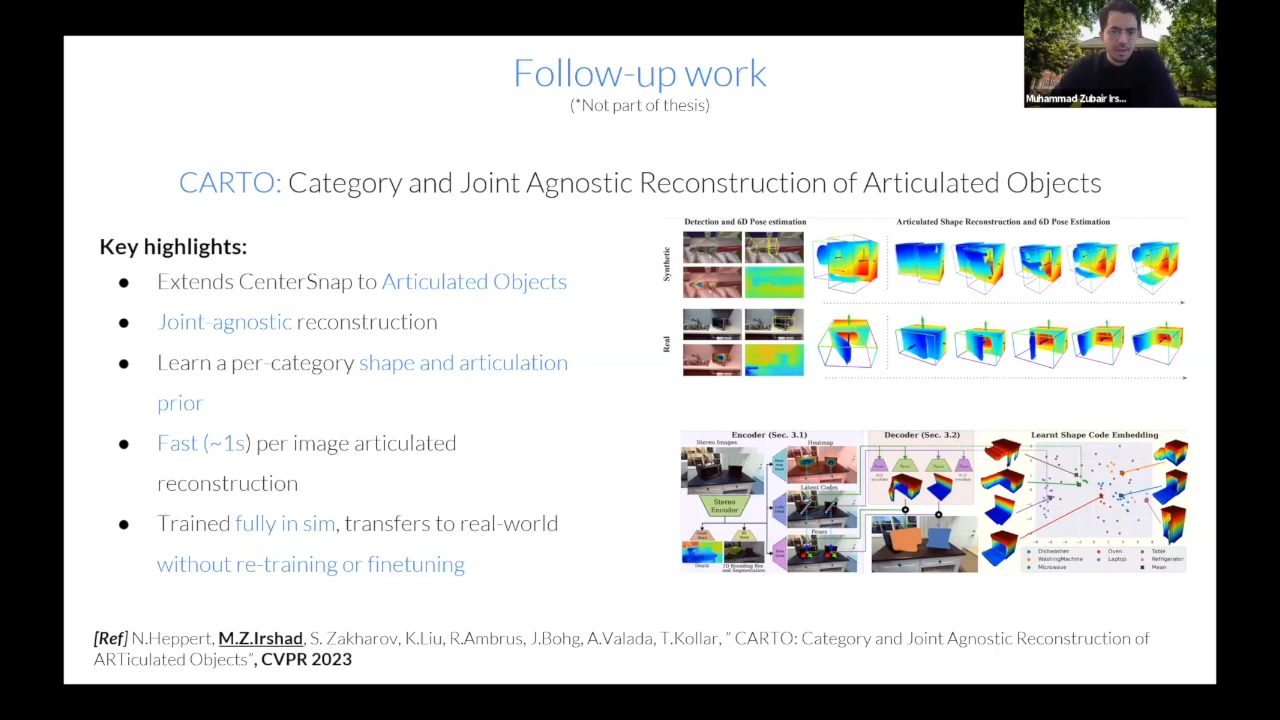 Follow-up work
(*Not part of thesis)
Muhammad Zubair Irs...
CARTO: Category and Joint Agnostic Reconstruction of Articulated Objects
Key highlights:
● Extends CenterSnap to Articulated Objects
● Joint-agnostic reconstruction
● Learn a per-category shape and articulation
prior
● Fast (~1s) per image articulated
reconstruction
● Trained fully in sim, transfers to real-world
without re-training or finetuning
Detection and 6D Pose estimation
Articulated Shape Reconstruction and 6D Pose Estimation
Synthetic
Real
Encoder (Sec. 3.1)
Stereo Images
Heatmap
Stereo
Encoder
Latent Codes
Poses
Depth
3D Bounding Box
and Segmentation
Decoder (Sec. 3.2)
Learnt Shape Code Embedding
Dishwasher
WashingMachine
Microwave
Oven
Laptop
Table
Refrigerator
Mean
[Ref] N.Heppert, M.Z.Irshad, S. Zakharov, K.Liu, R.Ambrus, J.Bohg, A.Valada, T.Kollar, " CARTO: Category and Joint Agnostic Reconstruction of
ARTiculated Objects", CVPR 2023